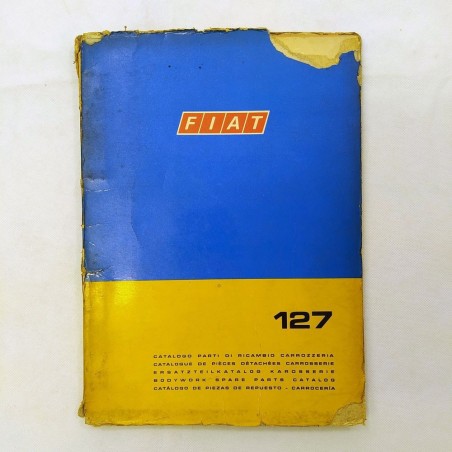 FIAT
127
CATALOGO PARTI DI RICAMBIO CARROZZERIA
CATALOGUE DE PIÈCES DÉTACHÉES CARROSSERIE
ERSATZTEILKATALOG KAROSSERIE
BODYWORK SPARE PARTS CATALOG
CATÁLOGO DE PIEZAS DE REPUESTO - CARROCERÍA